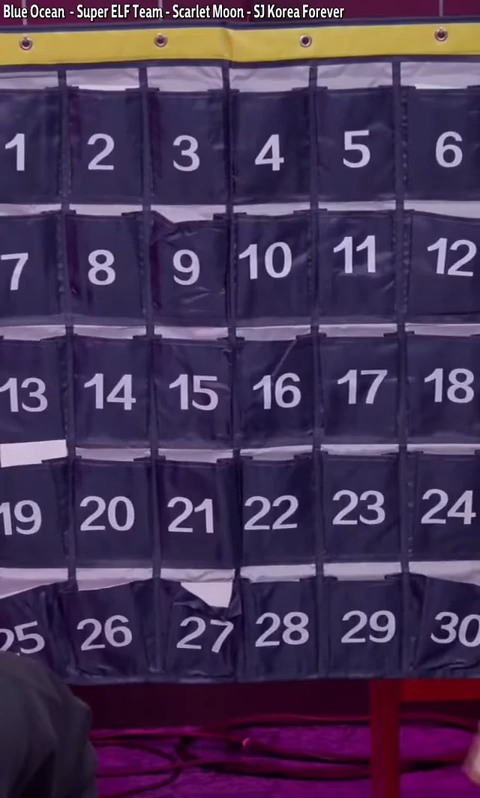 Blue Ocean - Super ELF Team - Scarlet Moon - SJ Korea Forever
1 2 3 4 5 6
7 8 9 10 11 12
13 14 15 16 17 18
19 20 21 22 23 24
25 26 27 28 29 30